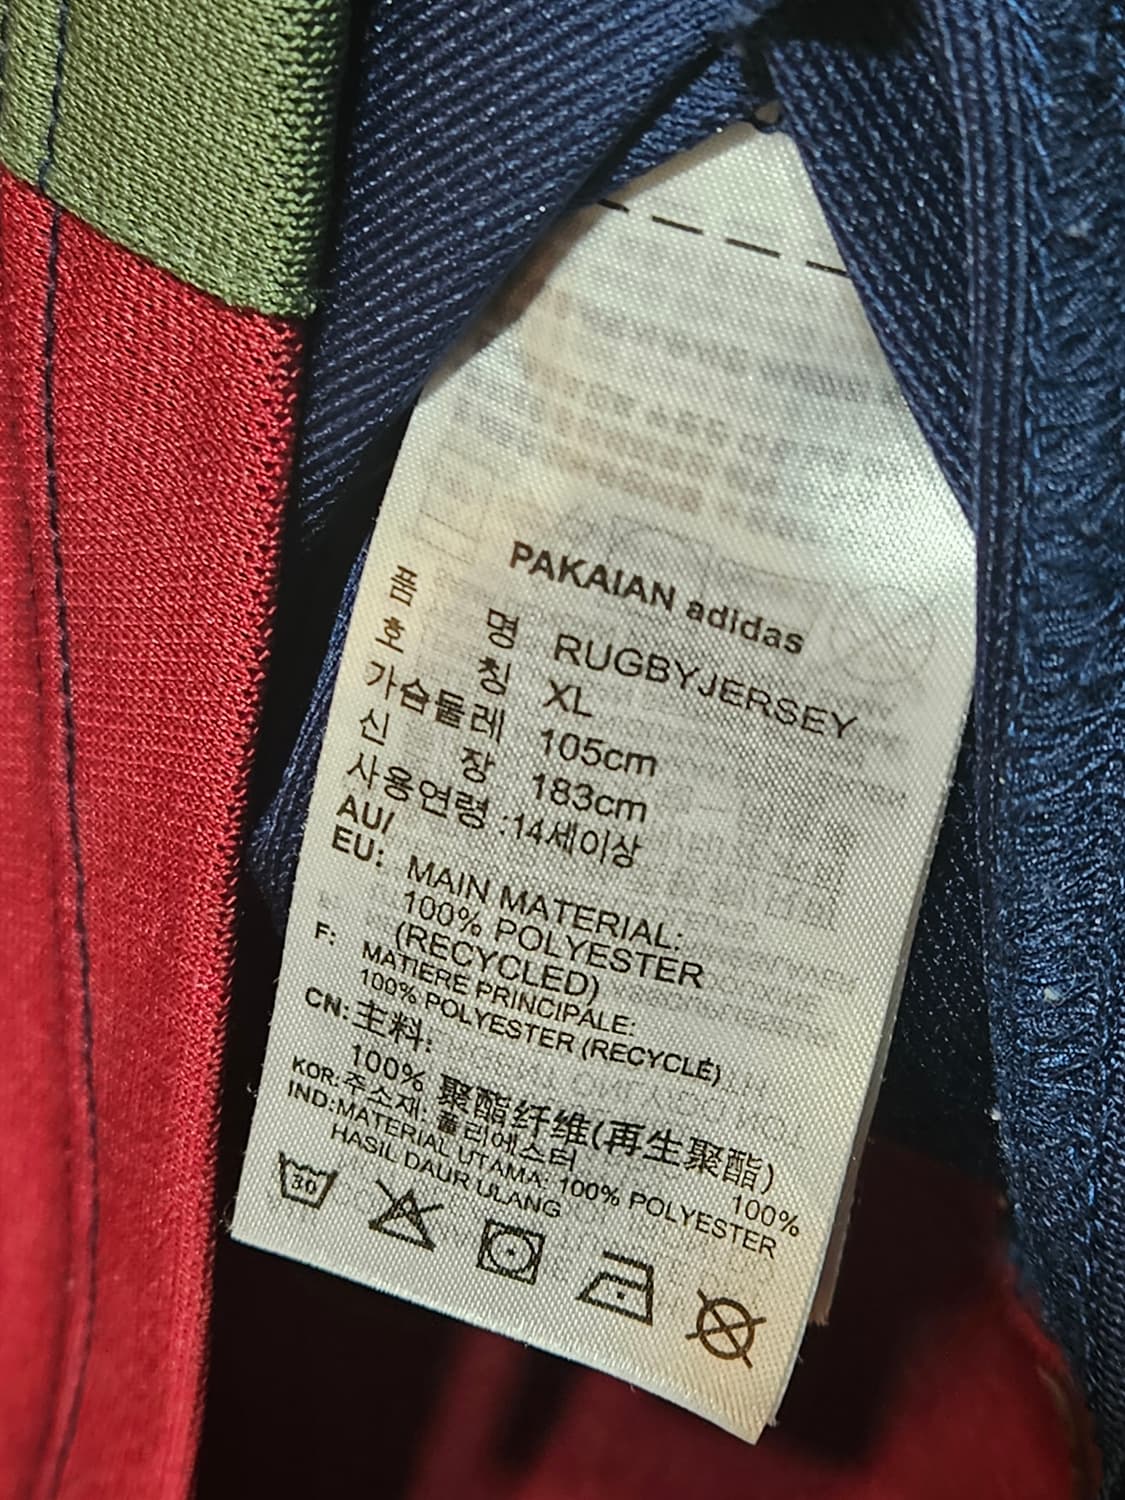 PAKAIAN adidas
품 명 RUGBYJERSEY
호 칭 XL
가슴둘레 105cm
신 장 183cm
사용연령 :14세이상
AU/
EU: MAIN MATERIAL:
100% POLYESTER
(RECYCLED)
F: MATIERE PRINCIPALE:
100% POLYESTER (RECYCLÉ)
CN: 主料:
100% 聚酯纤维(再生聚酯)
KOR: 주소재: 폴리에스터 100%
IND:MATERIAL UTAMA: 100% POLYESTER
HASIL DAUR ULANG
30